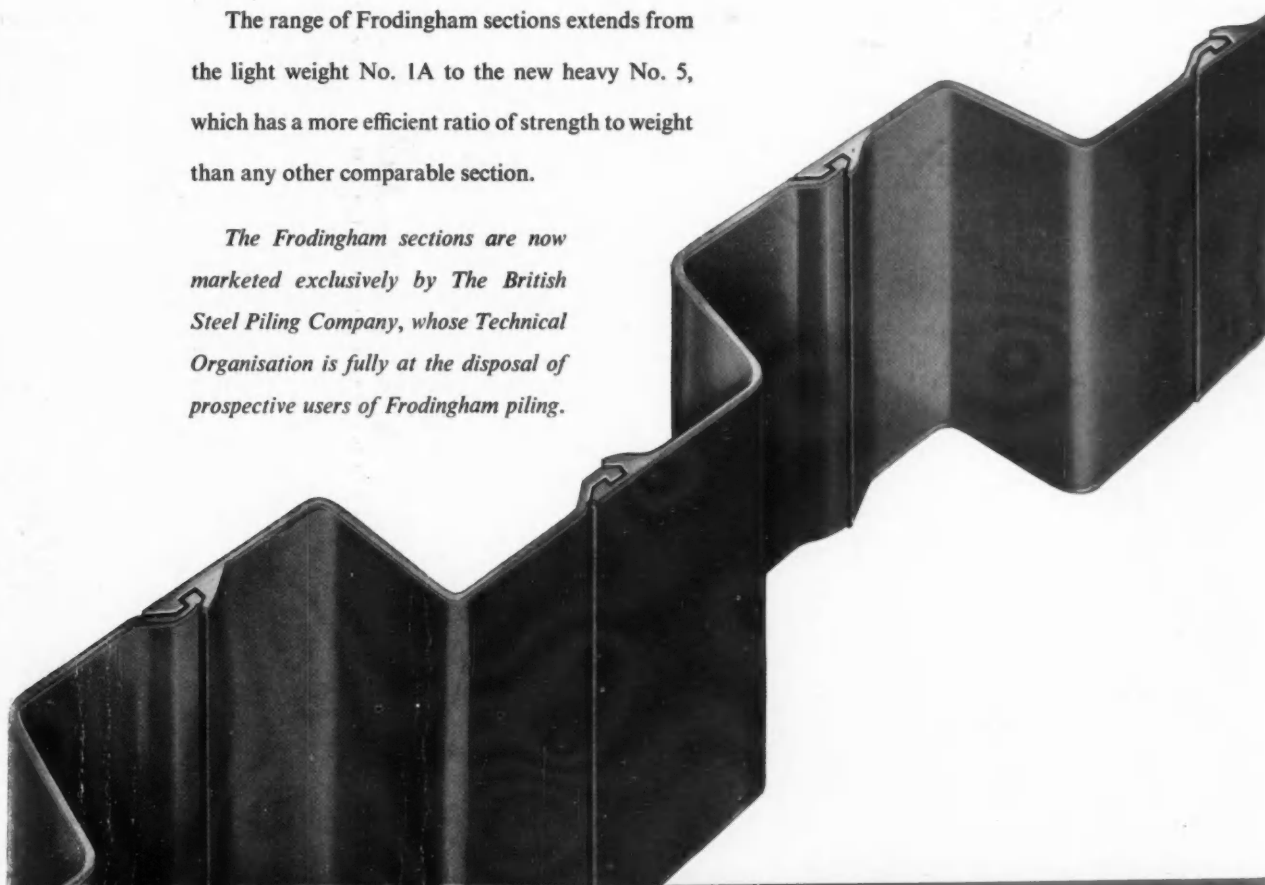 The range of Frodingham sections extends from
the light weight No. 1A to the new heavy No. 5,
which has a more efficient ratio of strength to weight
than any other comparable section.
The Frodingham sections are now
marketed exclusively by The British
Steel Piling Company, whose Technical
Organisation is fully at the disposal of
prospective users of Frodingham piling.